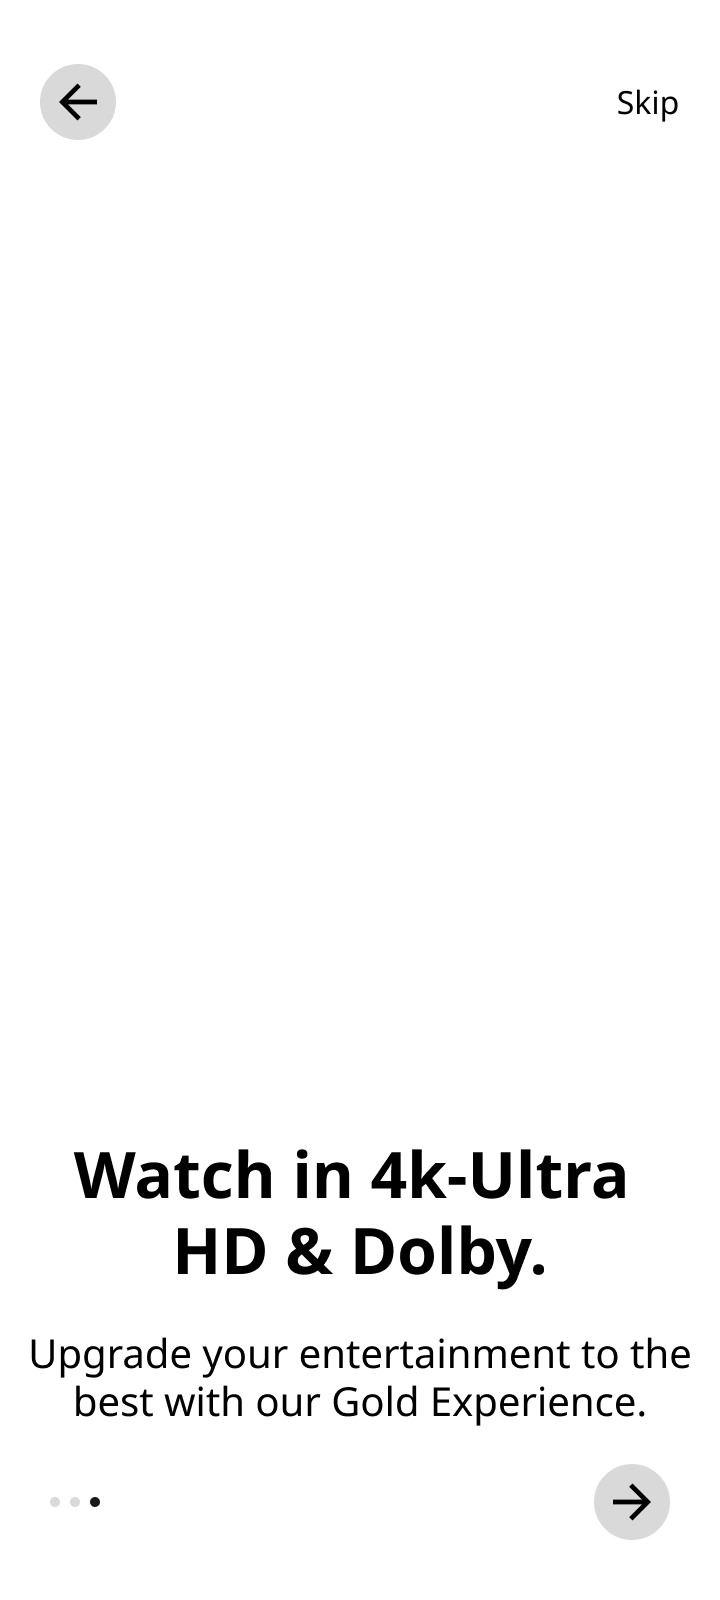 Skip
Watch in 4k-Ultra
HD & Dolby.
Upgrade your entertainment to the
best with our Gold Experience.